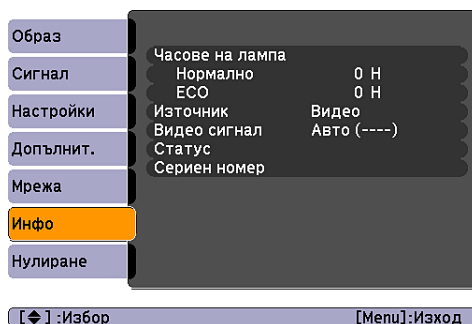 Образ
Сигнал
Настройки
Допълнит.
Мрежа
Инфо
Нулиране
Часове на лампа
Нормално 0 H
ECO 0 H
Източник Видео
Видео сигнал Авто (----)
Статус
Сериен номер
[◆] :Избор [Menu]:Изход